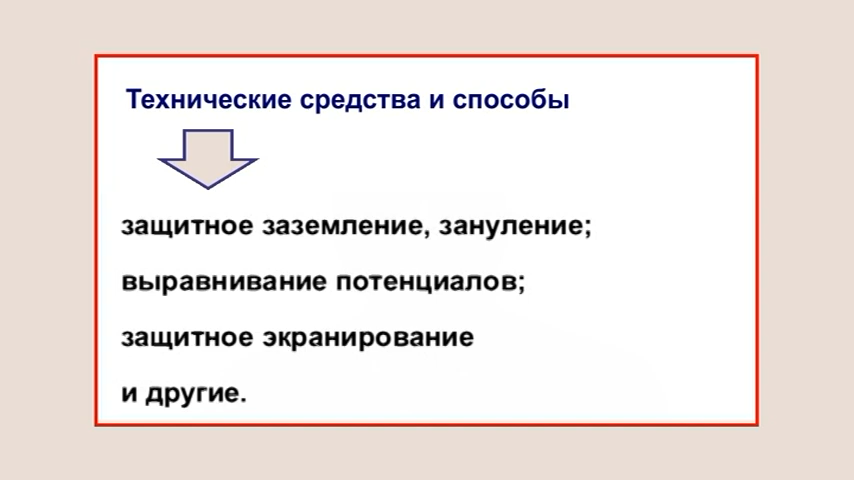 Технические средства и способы
защитное заземление, зануление;
выравнивание потенциалов;
защитное экранирование
и другие.